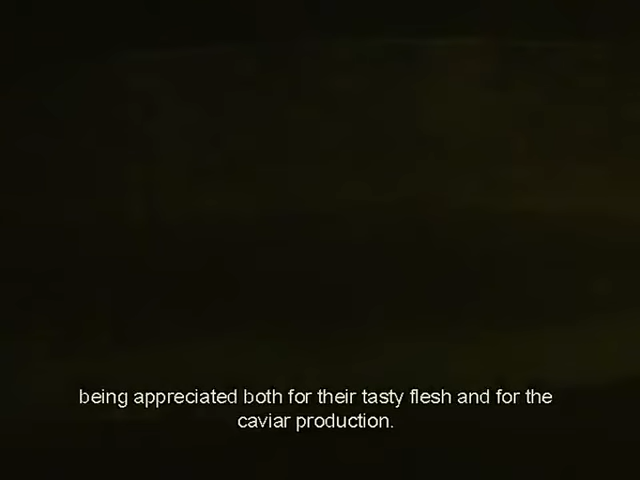 being appreciated both for their tasty flesh and for the
caviar production.